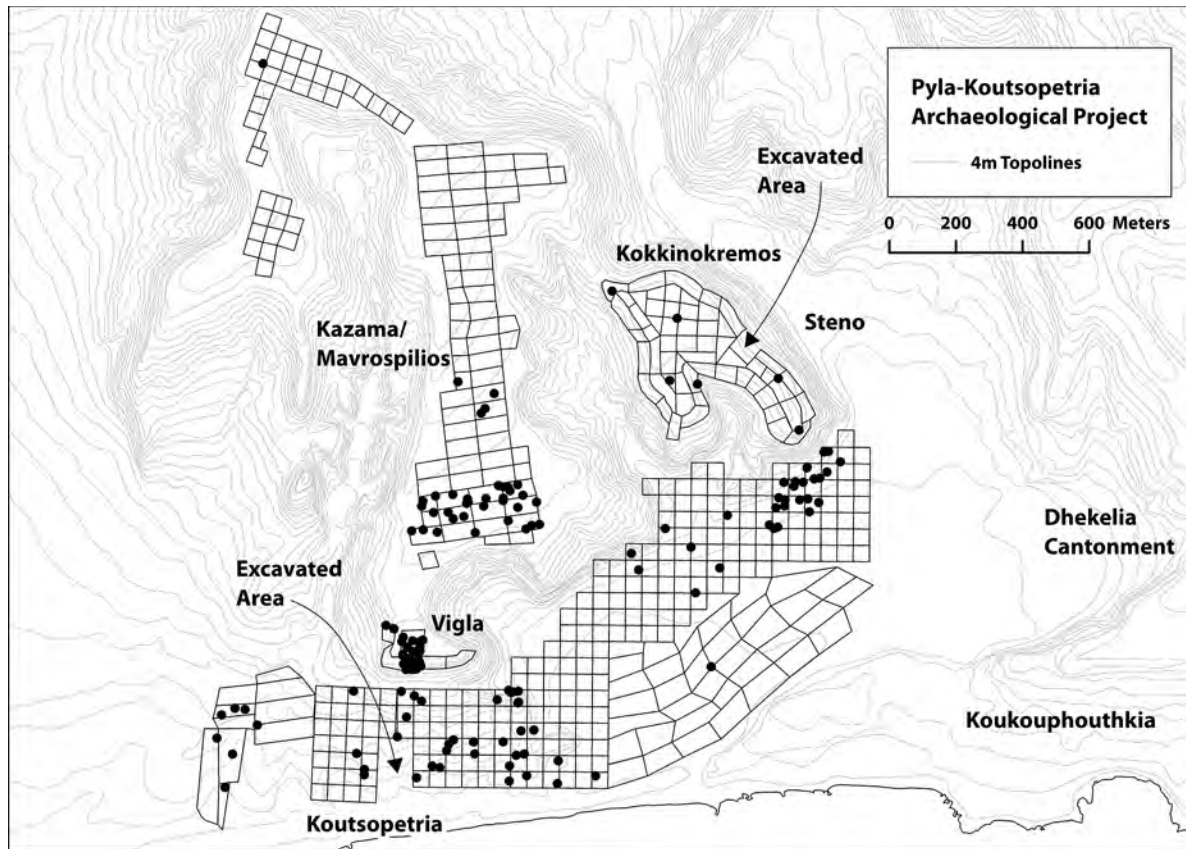 Pyla-Koutsopetria
Archaeological Project
4m Topolines
0 200 400 600 Meters
Excavated
Area
Kokkinokremos
Steno
Kazama/
Mavrospilios
Dhekelia
Cantonment
Excavated
Area
Vigla
Koukouphouthkia
Koutsopetria